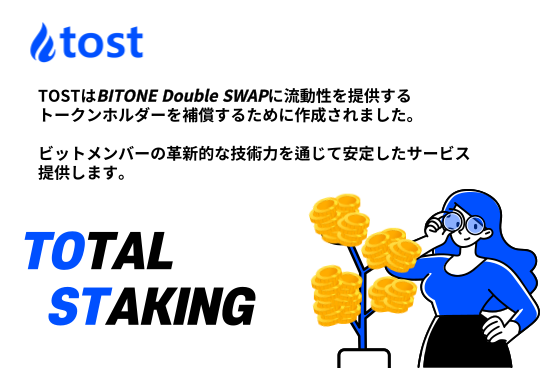 tost
TOSTはBITONE Double SWAPに流動性を提供する
トークンホルダーを補償するために作成されました。
ビットメンバーの革新的な技術力を通じて安定したサービス
提供します。
TOTAL
STAKING